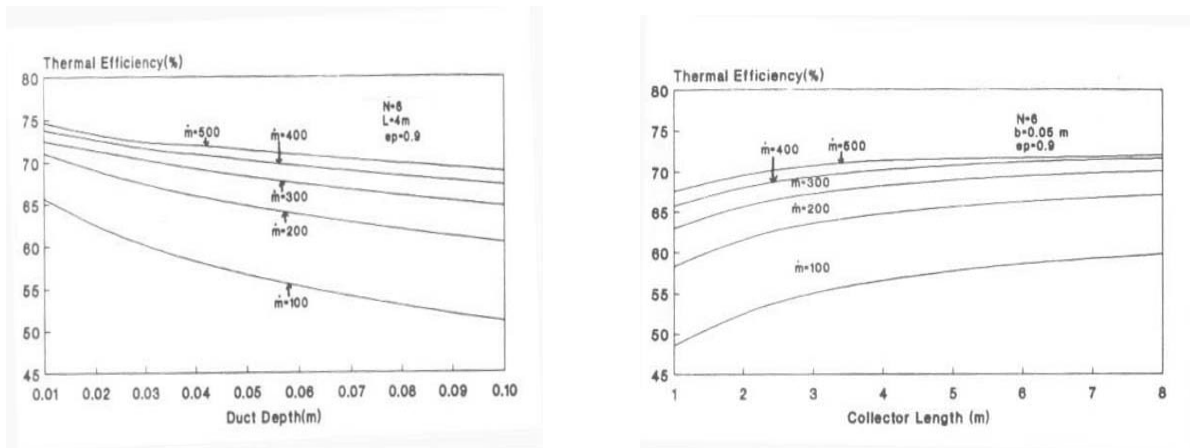 Thermal Efficiency(%)
80
75
70
65
60
55
50
45
0.01 0.02 0.03 0.04 0.05 0.06 0.07 0.08 0.09 0.10
Duct Depth(m)
N=6
L=4m
ep=0.9
ṁ=500
ṁ=400
ṁ=300
ṁ=200
ṁ=100
Thermal Efficiency(%)
80
75
70
65
60
55
50
45
1 2 3 4 5 6 7 8
Collector Length (m)
N=6
b=0.05 m
ep=0.9
ṁ=400
ṁ=500
ṁ=300
ṁ=200
ṁ=100